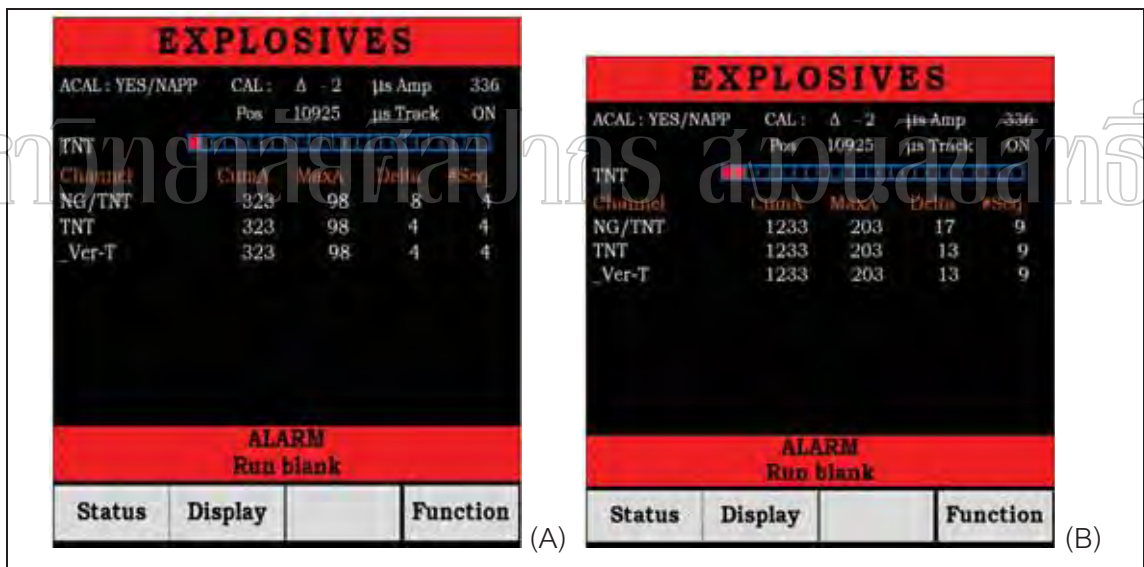 EXPLOSIVES
ACAL : YES/NAPP CAL : Δ - 2 µs Amp 336
Pos 10925 µs Track ON
TNT
Channel CumA MaxA Delta #Seq
NG/TNT 323 98 8 4
TNT 323 98 4 4
_Ver-T 323 98 4 4
ALARM
Run blank
Status Display Function
(A)
EXPLOSIVES
ACAL : YES/NAPP CAL : Δ - 2 µs Amp 336
Pos 10925 µs Track ON
TNT
Channel CumA MaxA Delta #Seq
NG/TNT 1233 203 17 9
TNT 1233 203 13 9
_Ver-T 1233 203 13 9
ALARM
Run blank
Status Display Function
(B)